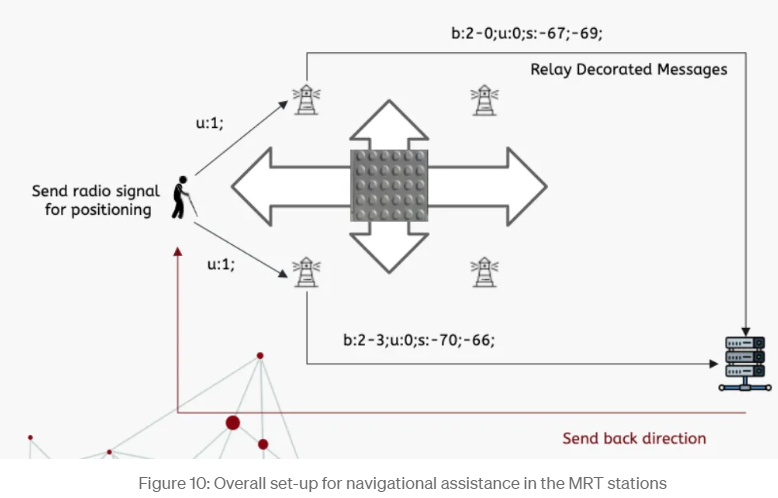 b:2-0;u:0;s:-67;-69;
Relay Decorated Messages
u:1;
Send radio signal
for positioning
u:1;
b:2-3;u:0;s:-70;-66;
Send back direction
Figure 10: Overall set-up for navigational assistance in the MRT stations